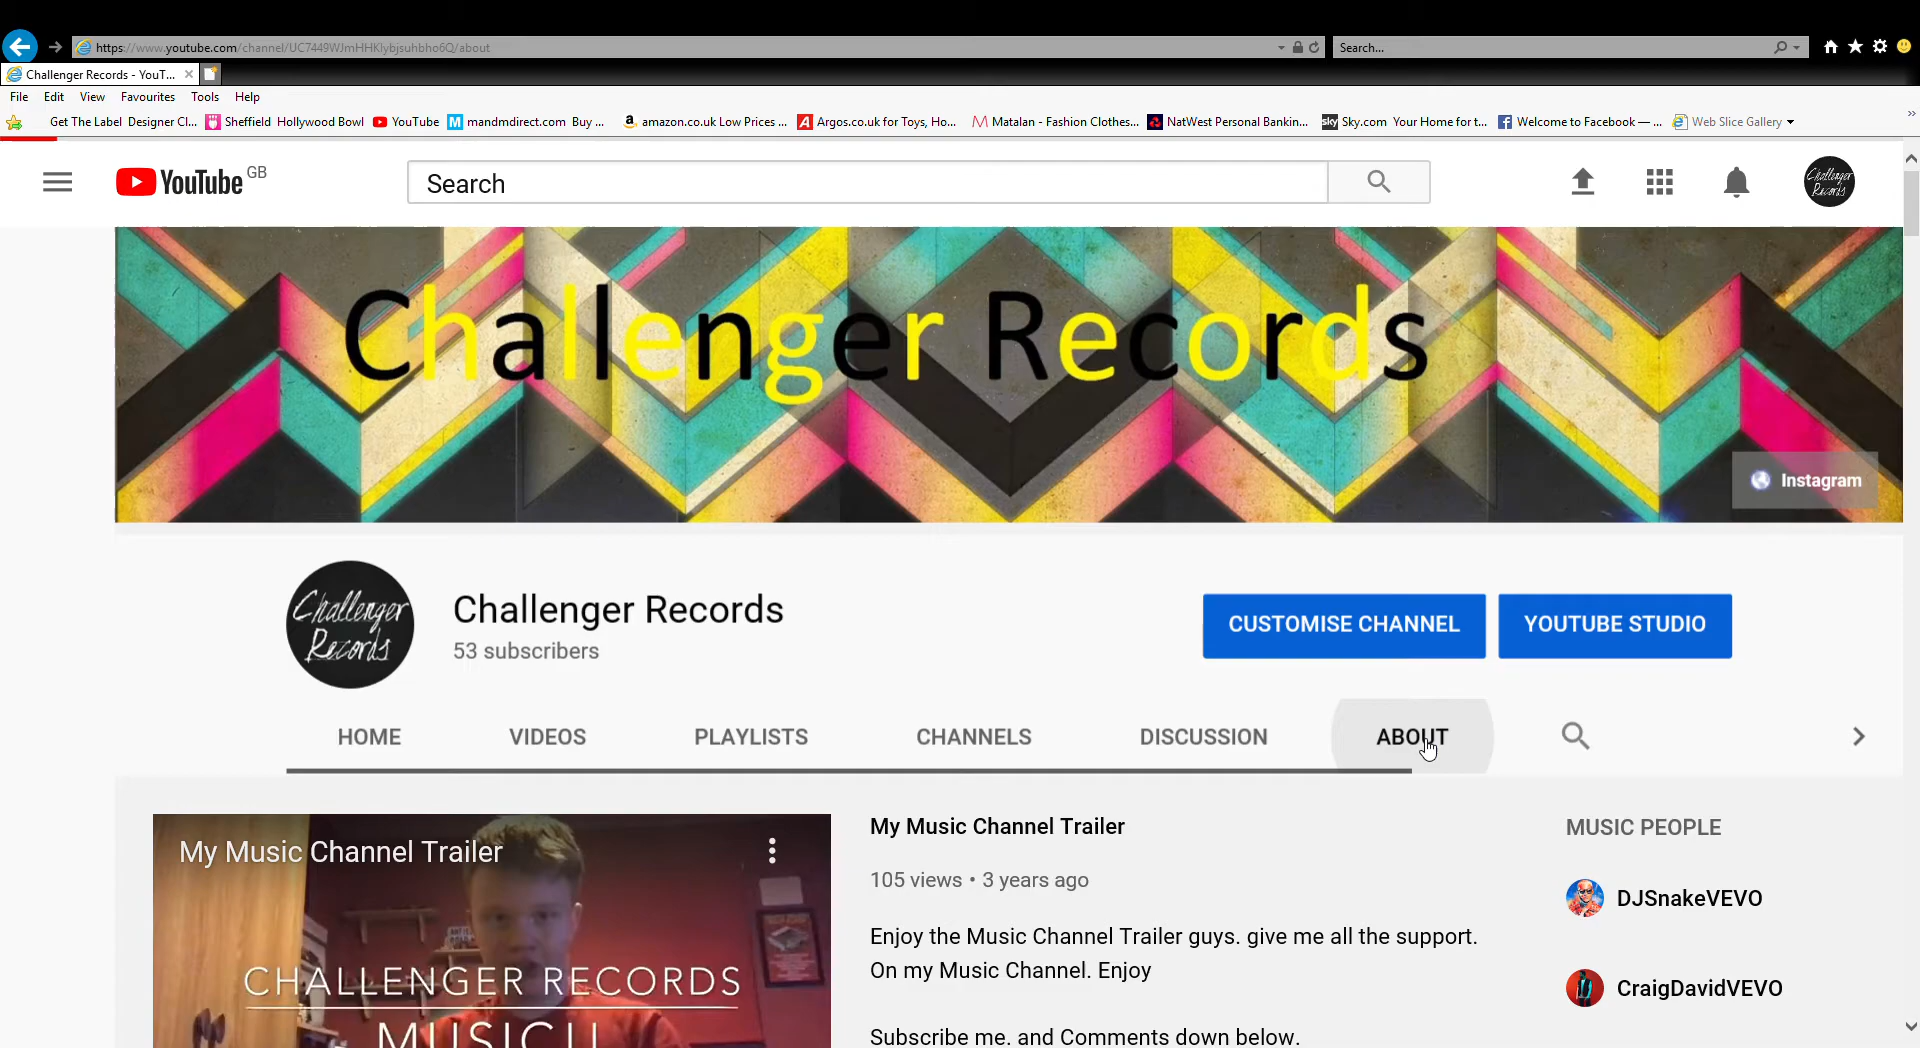 https://www.youtube.com/channel/UC7449WJmHHKlybjsuhbho6Q/about
Search...
Challenger Records - YouT...
File Edit View Favourites Tools Help
Get The Label Designer Cl... Sheffield Hollywood Bowl YouTube mandmdirect.com Buy ... amazon.co.uk Low Prices ... Argos.co.uk for Toys, Ho... Matalan - Fashion Clothes... NatWest Personal Bankin... Sky.com Your Home for t... Welcome to Facebook — ... Web Slice Gallery
YouTube GB
Search
Challenger Records
Challenger Records
Instagram
Challenger Records
Challenger Records
53 subscribers
CUSTOMISE CHANNEL
YOUTUBE STUDIO
HOME VIDEOS PLAYLISTS CHANNELS DISCUSSION ABOUT
My Music Channel Trailer
CHALLENGER RECORDS
My Music Channel Trailer
105 views • 3 years ago
Enjoy the Music Channel Trailer guys. give me all the support.
On my Music Channel. Enjoy
Subscribe me. and Comments down below.
MUSIC PEOPLE
DJSnakeVEVO
CraigDavidVEVO